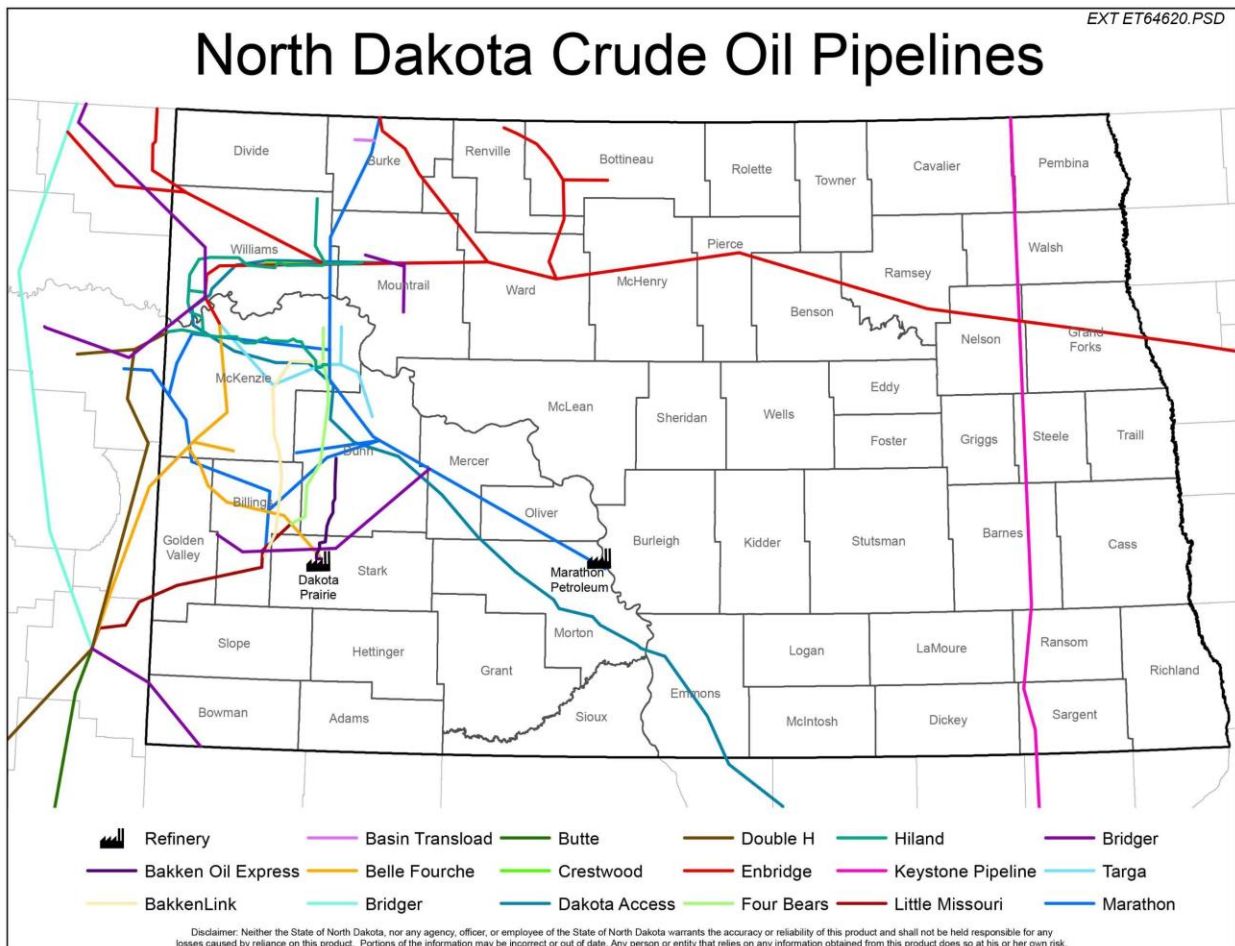 EXT ET64620.PSD
North Dakota Crude Oil Pipelines
Divide
Burke
Renville
Bottineau
Rolette
Towner
Cavalier
Pembina
Williams
Mountrail
Ward
McHenry
Pierce
Ramsey
Walsh
Benson
Nelson
Grand
Forks
McKenzie
McLean
Sheridan
Wells
Eddy
Foster
Griggs
Steele
Traill
Dunn
Mercer
Billings
Oliver
Golden
Valley
Burleigh
Kidder
Stutsman
Barnes
Cass
Dakota
Prairie
Stark
Marathon
Petroleum
Morton
Slope
Hettinger
Grant
Logan
LaMoure
Ransom
Richland
Emmons
Bowman
Adams
Sioux
McIntosh
Dickey
Sargent
Refinery
Basin Transload
Butte
Double H
Hiland
Bridger
Bakken Oil Express
Belle Fourche
Crestwood
Enbridge
Keystone Pipeline
Targa
BakkenLink
Bridger
Dakota Access
Four Bears
Little Missouri
Marathon
Disclaimer: Neither the State of North Dakota, nor any agency, officer, or employee of the State of North Dakota warrants the accuracy or reliability of this product and shall not be held responsible for any
losses caused by reliance on this product. Portions of the information may be incorrect or out of date. Any person or entity that relies on any information obtained from this product does so at his or her own risk.